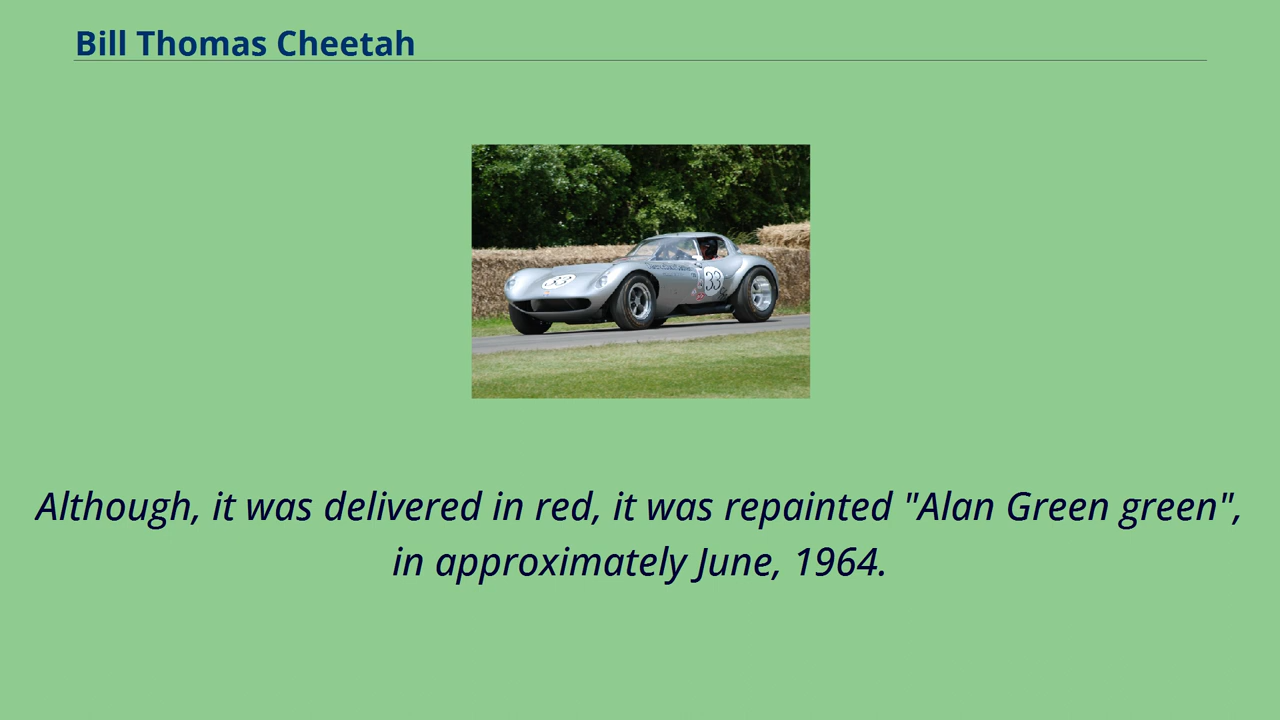 Bill Thomas Cheetah
33
33
Although, it was delivered in red, it was repainted "Alan Green green",
in approximately June, 1964.